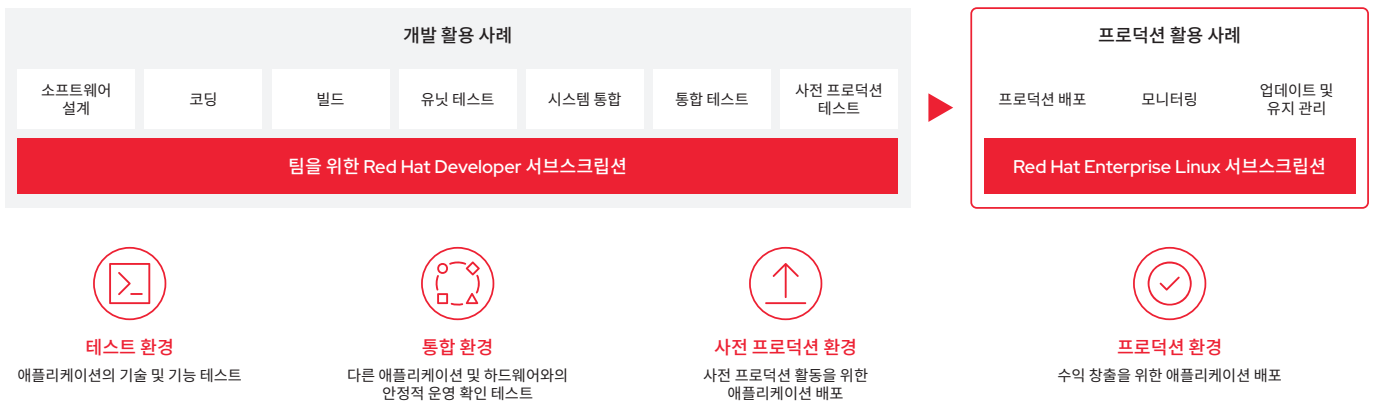 개발 활용 사례
소프트웨어
설계
코딩
빌드
유닛 테스트
시스템 통합
통합 테스트
사전 프로덕션
테스트
팀을 위한 Red Hat Developer 서브스크립션
프로덕션 활용 사례
프로덕션 배포
모니터링
업데이트 및
유지 관리
Red Hat Enterprise Linux 서브스크립션
테스트 환경
애플리케이션의 기술 및 기능 테스트
통합 환경
다른 애플리케이션 및 하드웨어와의
안정적 운영 확인 테스트
사전 프로덕션 환경
사전 프로덕션 활동을 위한
애플리케이션 배포
프로덕션 환경
수익 창출을 위한 애플리케이션 배포